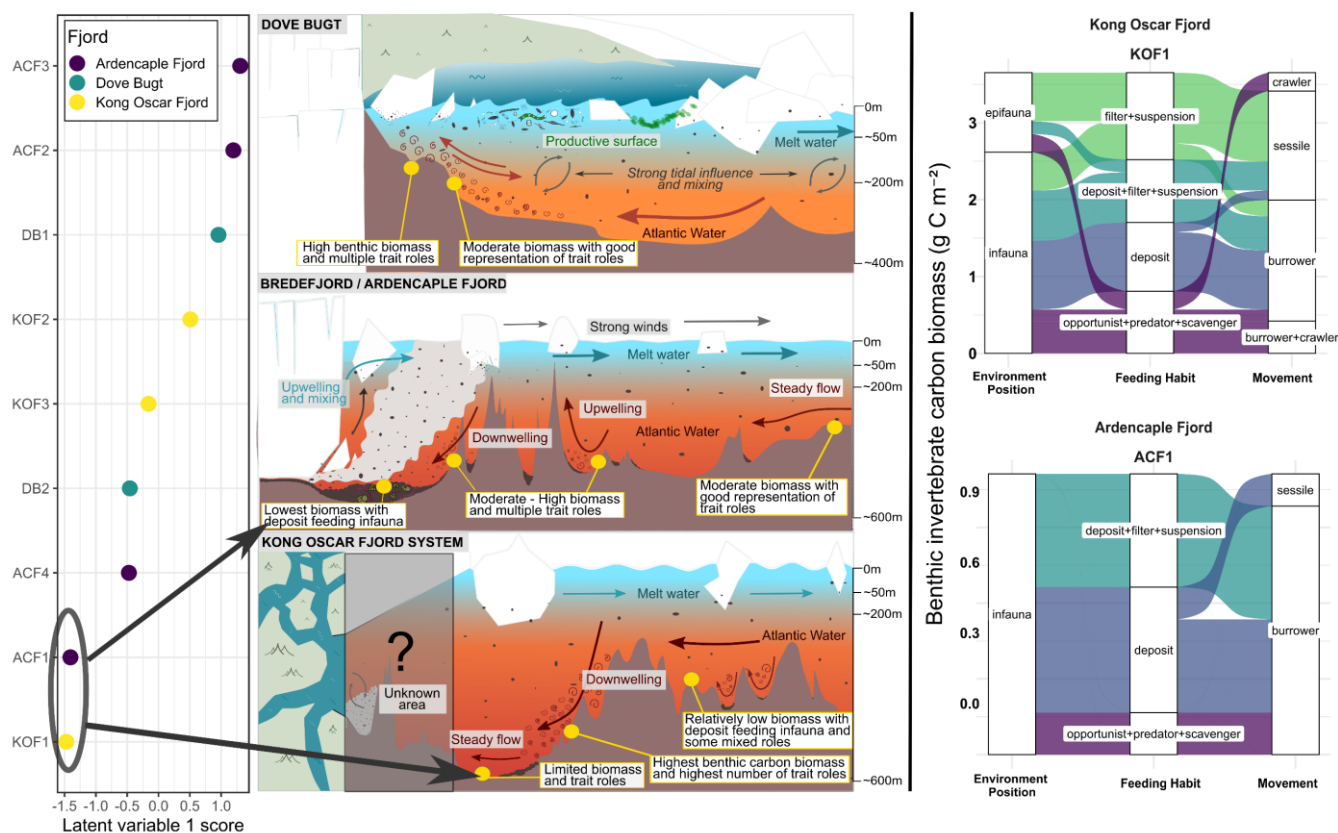 Fjord
Ardencaple Fjord
Dove Bugt
Kong Oscar Fjord
ACF3
ACF2
DB1
KOF2
KOF3
DB2
ACF4
ACF1
KOF1
-1.5 -1.0 -0.5 0.0 0.5 1.0
Latent variable 1 score
DOVE BUGT
0m
~50m
~200m
~400m
Productive surface
Melt water
Strong tidal influence
and mixing
Atlantic Water
High benthic biomass
and multiple trait roles
Moderate biomass with good
representation of trait roles
BREDEFJORD / ARDENCAPLE FJORD
Strong winds
0m
~50m
~200m
~600m
Melt water
Upwelling
and mixing
Steady flow
Upwelling
Atlantic Water
Downwelling
Lowest biomass with
deposit feeding infauna
Moderate - High biomass
and multiple trait roles
Moderate biomass with
good representation of
trait roles
KONG OSCAR FJORD SYSTEM
0m
~50m
~200m
~600m
Melt water
Atlantic Water
?
Unknown
area
Downwelling
Steady flow
Relatively low biomass with
deposit feeding infauna and
some mixed roles
Highest benthic carbon biomass
and highest number of trait roles
Limited biomass
and trait roles
Benthic invertebrate carbon biomass (g C m⁻²)
Kong Oscar Fjord
KOF1
3
2
1
0
epifauna
infauna
filter+suspension
deposit+filter+suspension
deposit
opportunist+predator+scavenger
crawler
sessile
burrower
burrower+crawler
Environment
Position
Feeding Habit
Movement
Ardencaple Fjord
ACF1
0.9
0.6
0.3
0.0
infauna
deposit+filter+suspension
deposit
opportunist+predator+scavenger
sessile
burrower
Environment
Position
Feeding Habit
Movement